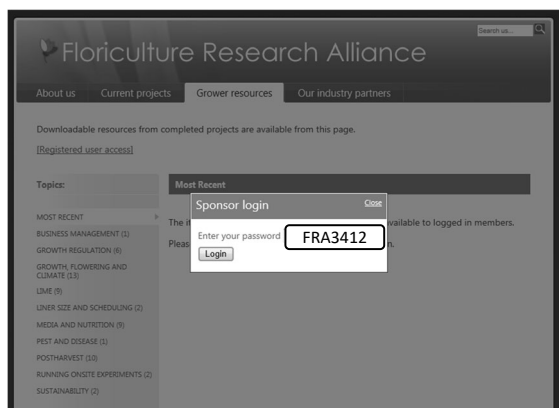 Search us...
Floriculture Research Alliance
About us Current projects Grower resources Our industry partners
Downloadable resources from completed projects are available from this page.
[Registered user access]
Topics:
Most Recent
Sponsor login
Close
MOST RECENT
The i
vailable to logged in members.
BUSINESS MANAGEMENT (1)
Enter your password
FRA3412
Pleas
n.
GROWTH REGULATION (6)
Login
GROWTH, FLOWERING AND
CLIMATE (13)
LIME (9)
LINER SIZE AND SCHEDULING (2)
MEDIA AND NUTRITION (9)
PEST AND DISEASE (1)
POSTHARVEST (10)
RUNNING ONSITE EXPERIMENTS (2)
SUSTAINABILITY (2)